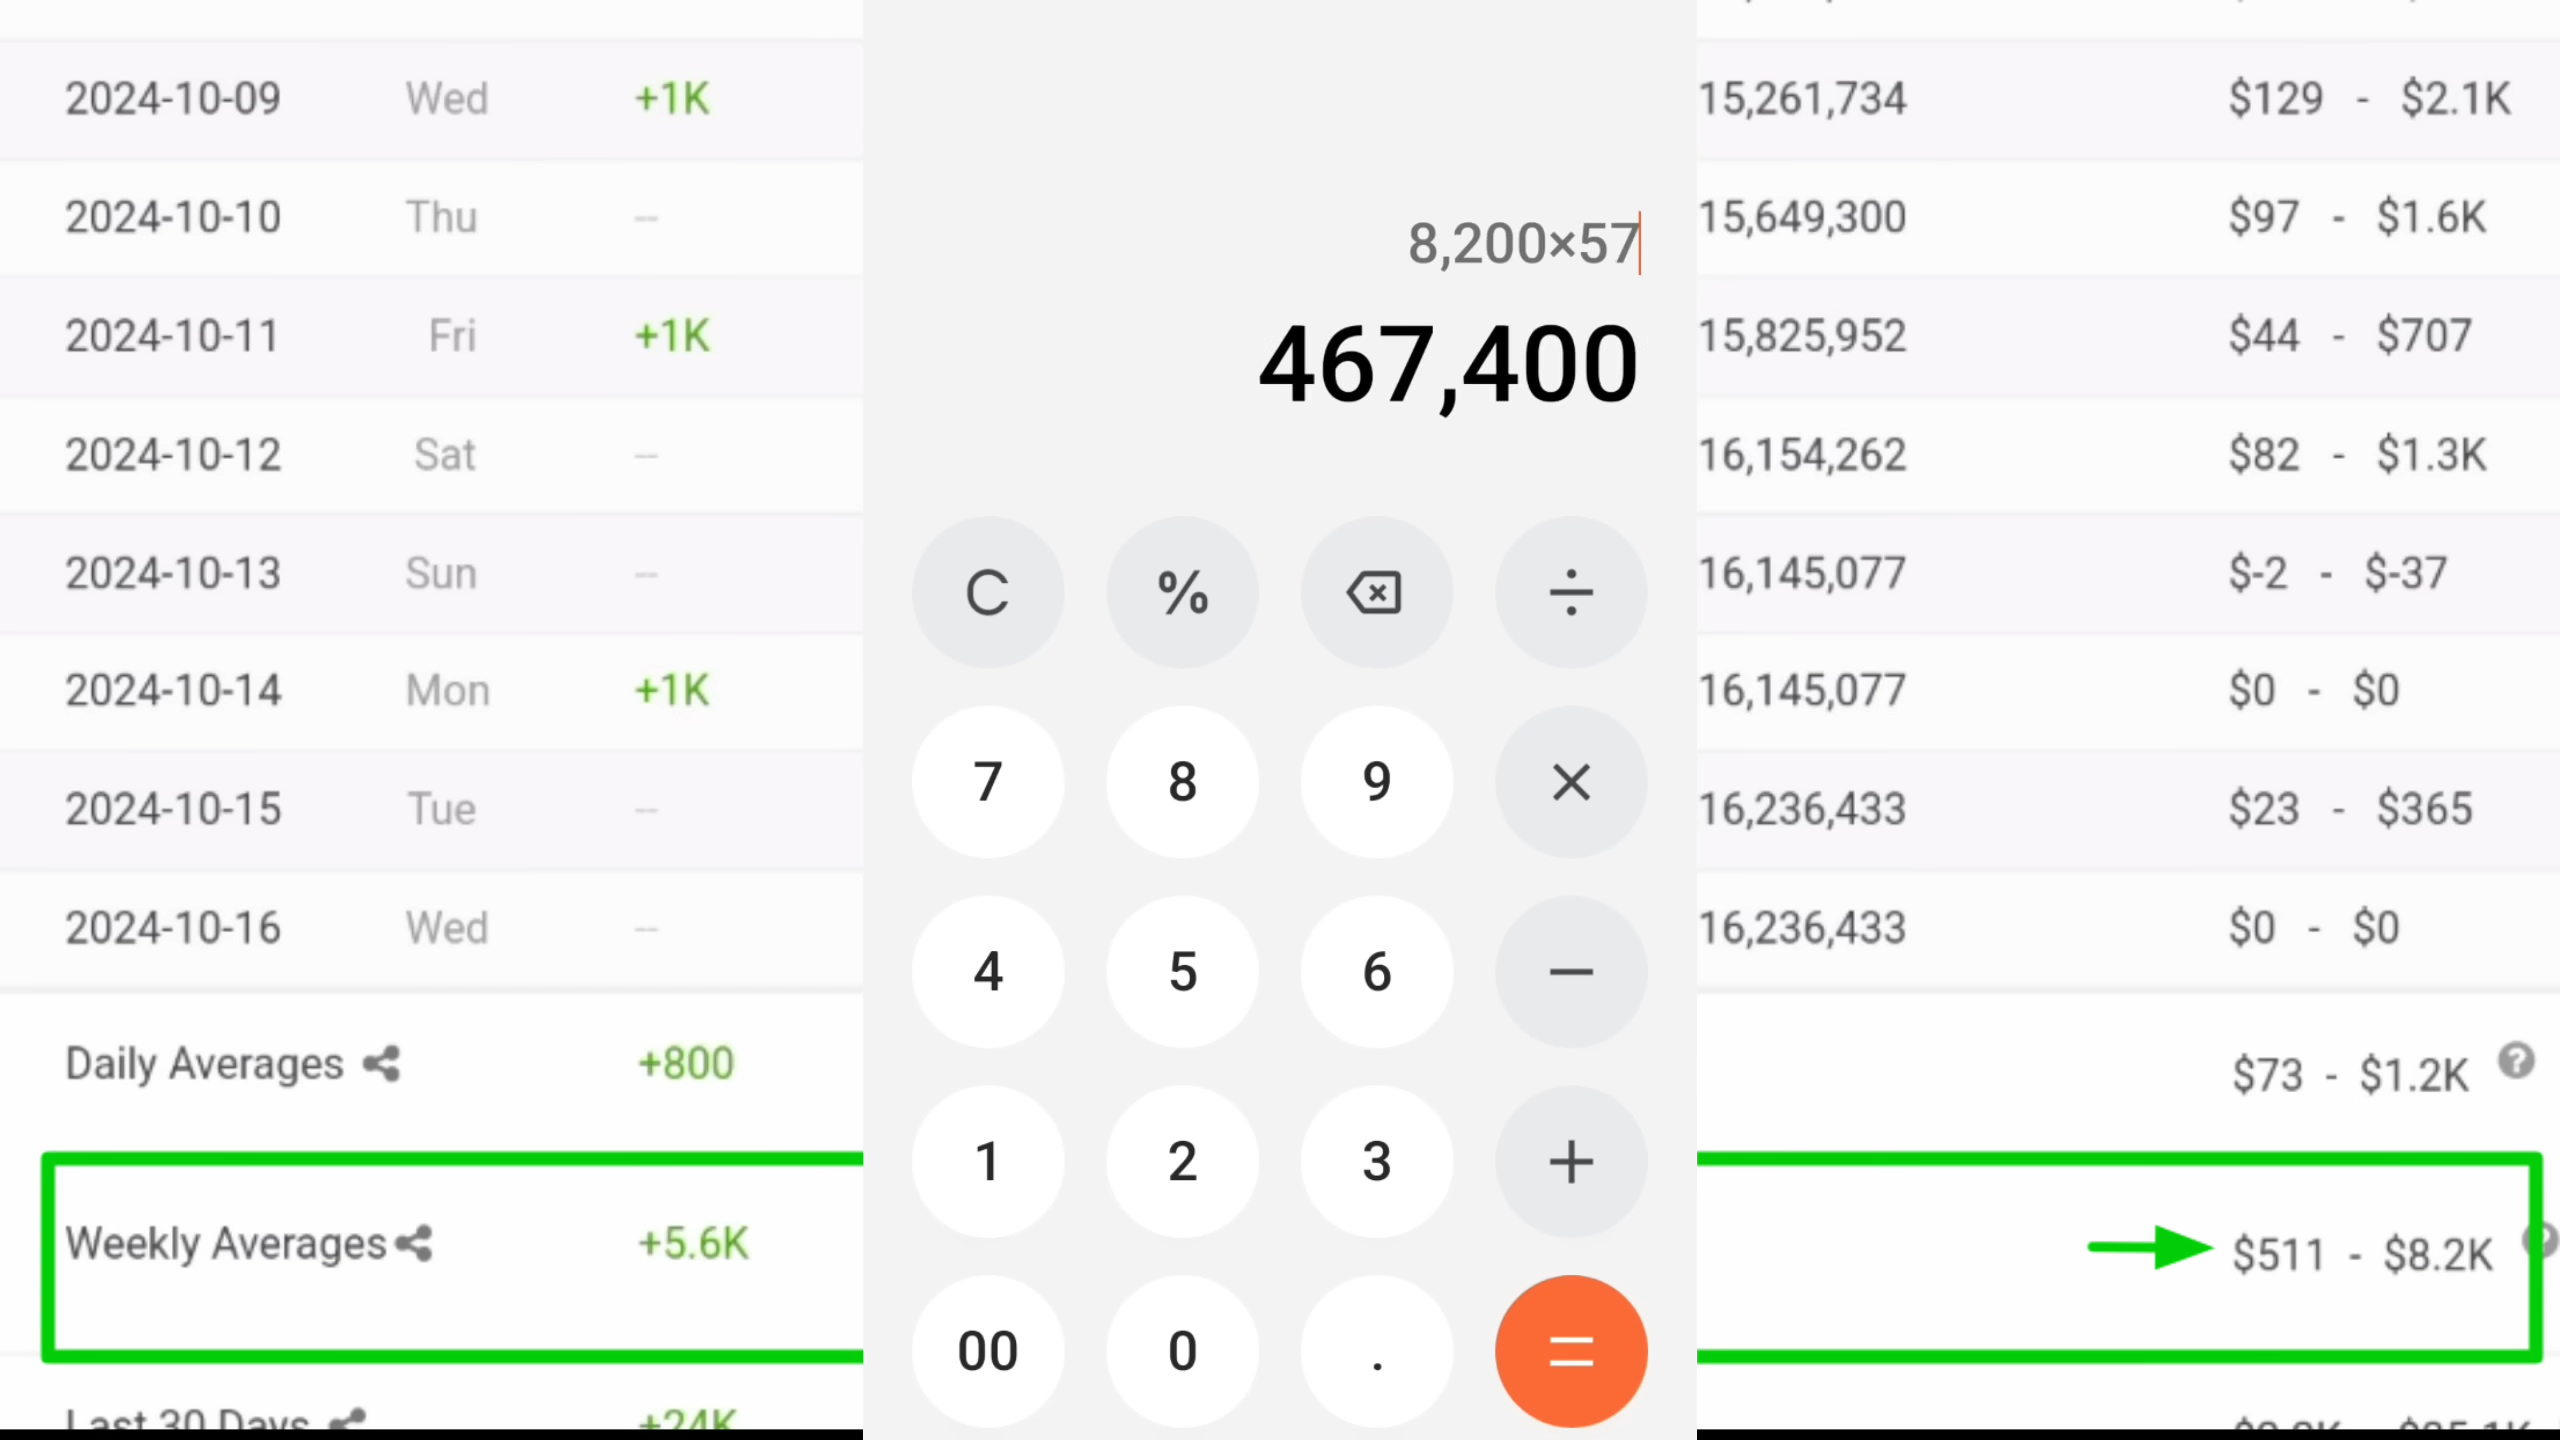 2024-10-09 Wed +1K 15,261,734 $129 - $2.1K
2024-10-10 Thu -- 15,649,300 $97 - $1.6K
8,200×57
2024-10-11 Fri +1K 15,825,952 $44 - $707
467,400
2024-10-12 Sat -- 16,154,262 $82 - $1.3K
2024-10-13 Sun -- 16,145,077 $-2 - $-37
C % ÷
2024-10-14 Mon +1K 16,145,077 $0 - $0
7 8 9 ×
2024-10-15 Tue -- 16,236,433 $23 - $365
2024-10-16 Wed -- 16,236,433 $0 - $0
4 5 6 −
Daily Averages +800 $73 - $1.2K ?
1 2 3 +
Weekly Averages +5.6K $511 - $8.2K
00 0 . =
Last 30 Days +24K